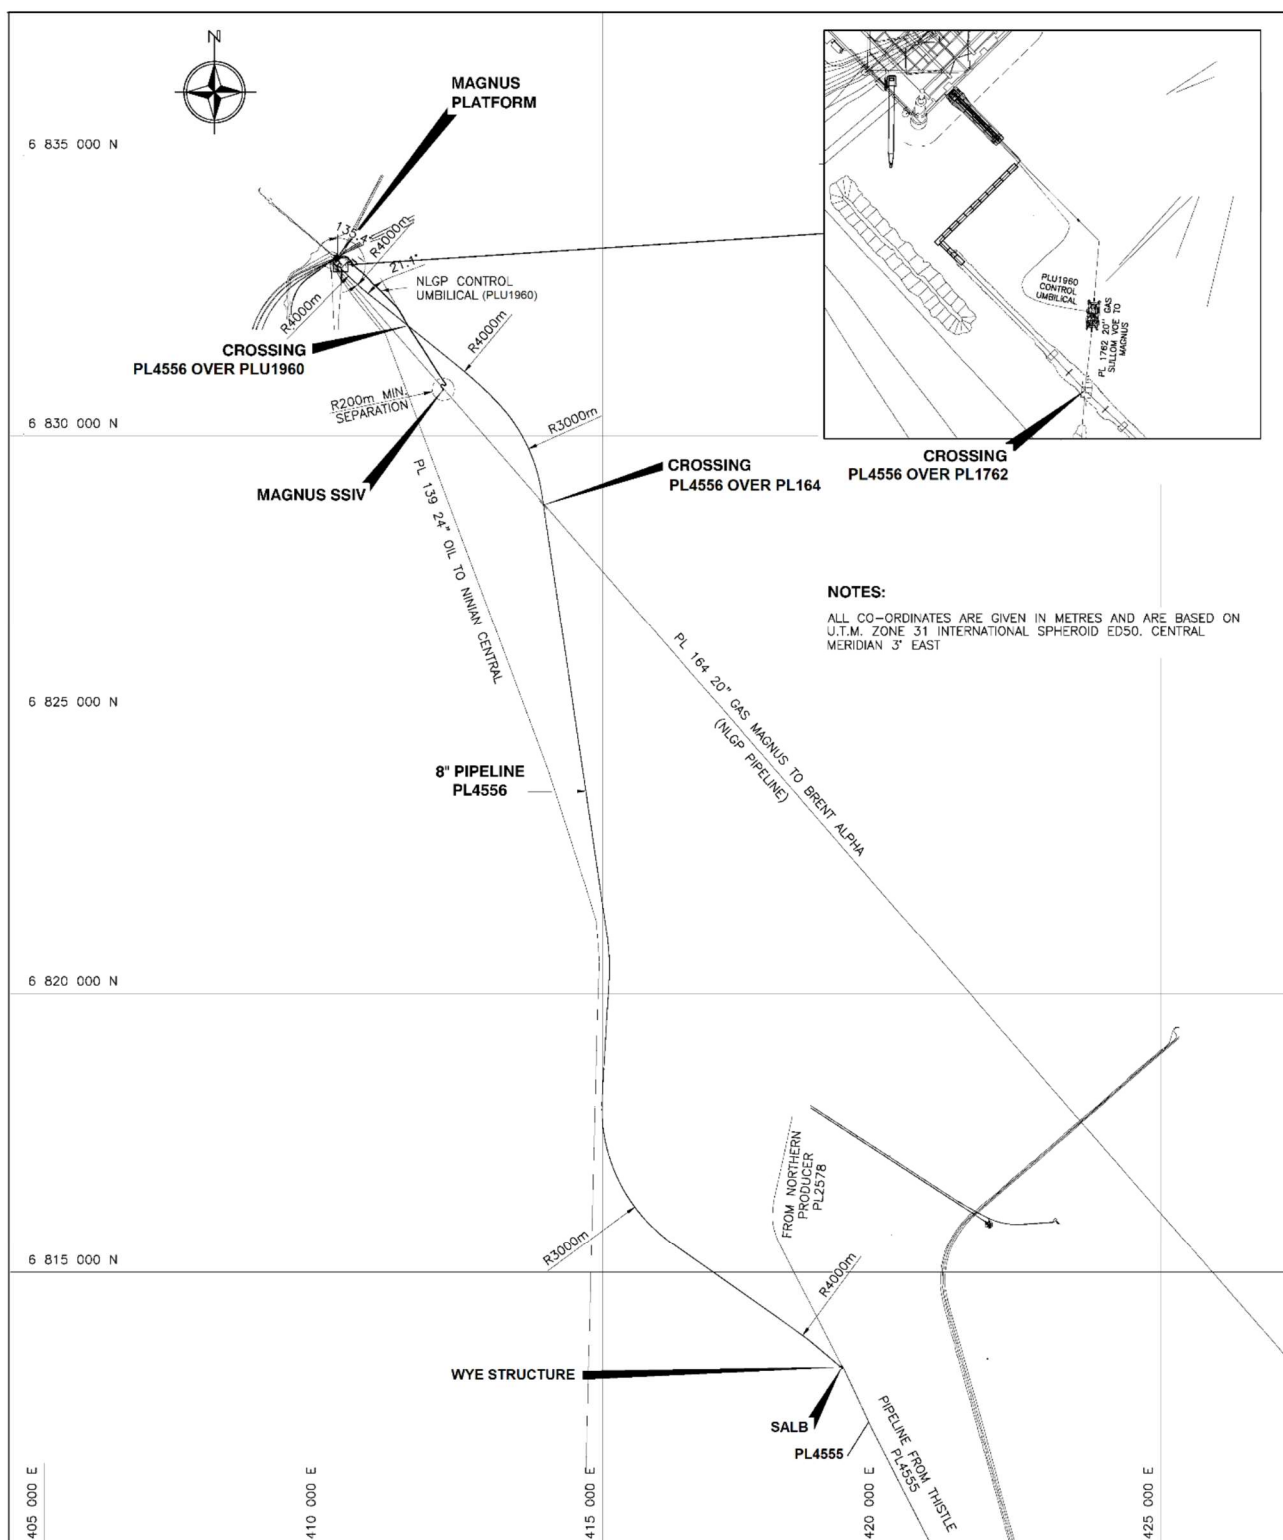 N
MAGNUS
PLATFORM
6 835 000 N
135.4°
R4000m
21.1°
NLGP CONTROL
UMBILICAL (PLU1960)
R4000m
R4000m
CROSSING
PL4556 OVER PLU1960
R200m MIN.
SEPARATION
R3000m
6 830 000 N
MAGNUS SSIV
CROSSING
PL4556 OVER PL164
PLU1960
CONTROL
UMBILICAL
PL 1762 20" GAS
SULLOM VOE TO
MAGNUS
CROSSING
PL4556 OVER PL1762
PL 139 24" OIL TO NINIAN CENTRAL
NOTES:
ALL CO-ORDINATES ARE GIVEN IN METRES AND ARE BASED ON
U.T.M. ZONE 31 INTERNATIONAL SPHEROID ED50. CENTRAL
MERIDIAN 3° EAST
PL 164 20" GAS MAGNUS TO BRENT ALPHA
(NLGP PIPELINE)
6 825 000 N
8" PIPELINE
PL4556
6 820 000 N
FROM NORTHERN
PRODUCER
PL2578
R3000m
6 815 000 N
R4000m
WYE STRUCTURE
SALB
PL4555
PIPELINE FROM THISTLE
PL4555
405 000 E
410 000 E
415 000 E
420 000 E
425 000 E